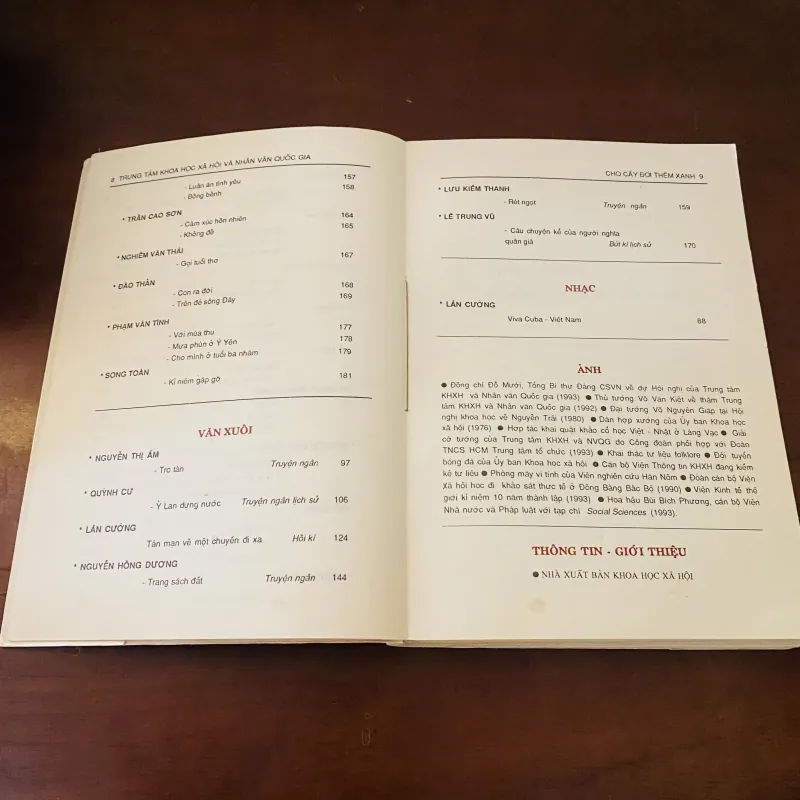 8 TRUNG TÂM KHOA HỌC XÃ HỘI VÀ NHÂN VĂN QUỐC GIA
- Luận án tình yêu 157
- Bồng bềnh 158
* TRẦN CAO SƠN
- Cảm xúc hồn nhiên 164
- Không đề 165
* NGHIÊM VĂN THÁI
- Gọi tuổi thơ 167
* ĐÀO THẢN
- Con ra đời 168
- Trên đê sông Đáy 169
* PHẠM VĂN TÌNH
- Với mùa thu 177
- Mưa phùn ở Ý Yên 178
- Cho mình ở tuổi ba nhăm 179
* SONG TOÀN
- Kỉ niệm gặp gỡ 181
VĂN XUÔI
* NGUYỄN THỊ ẤM
- Tro tàn Truyện ngắn 97
* QUỲNH CƯ
- Ỷ Lan dựng nước Truyện ngắn lịch sử 106
* LÂN CƯỜNG
Tản mạn về một chuyến đi xa Hồi kí 124
* NGUYỄN HỒNG DƯƠNG
- Trang sách đất Truyện ngắn 144
CHO CÂY ĐỜI THÊM XANH 9
* LƯU KIẾM THANH
- Rét ngọt Truyện ngắn 159
* LÊ TRUNG VŨ
- Câu chuyện kể của người nghĩa
quân già Bút kí lịch sử 170
NHẠC
* LÂN CƯỜNG
Viva Cuba - Việt Nam 88
ẢNH
● Đồng chí Đỗ Mười, Tổng Bí thư Đảng CSVN về dự Hội nghị của Trung tâm
KHXH và Nhân văn Quốc gia (1993) ● Thủ tướng Võ Văn Kiệt về thăm Trung
tâm KHXH và Nhân văn Quốc gia (1992) ● Đại tướng Võ Nguyên Giáp tại Hội
nghị khoa học về Nguyễn Trãi (1980) ● Dàn hợp xướng của Ủy ban Khoa học
xã hội (1976) ● Hợp tác khai quật khảo cổ học Việt - Nhật ở Làng Vạc ● Giải
cờ tướng của Trung tâm KHXH và NVQG do Công đoàn phối hợp với Đoàn
TNCS HCM Trung tâm tổ chức (1993) ● Khai thác tư liệu folklore ● Đội tuyển
bóng đá của Ủy ban Khoa học xã hội ● Cán bộ Viện Thông tin KHXH đang kiểm
kê tư liệu ● Phòng máy vi tính của Viện nghiên cứu Hán Nôm ● Đoàn cán bộ Viện
Xã hội học đi khảo sát thực tế ở Đồng Bằng Bắc Bộ (1990) ● Viện Kinh tế thế
giới kỉ niệm 10 năm thành lập (1993) ● Hoa hậu Bùi Bích Phương, cán bộ Viện
Nhà nước và Pháp luật với tạp chí Social Sciences (1993).
THÔNG TIN - GIỚI THIỆU
● NHÀ XUẤT BẢN KHOA HỌC XÃ HỘI